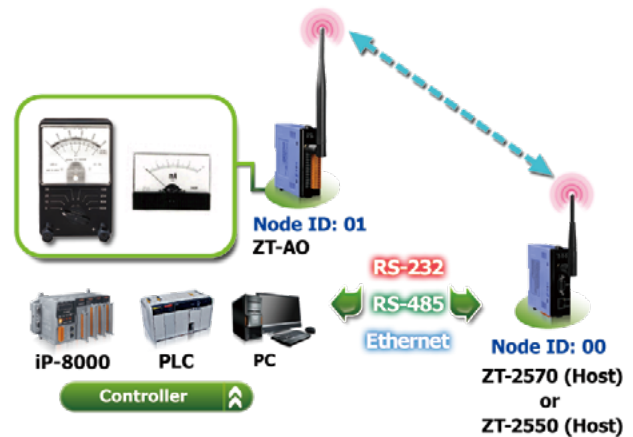 Node ID: 01
ZT-AO
RS-232
RS-485
Ethernet
iP-8000
PLC
PC
Controller
Node ID: 00
ZT-2570 (Host)
or
ZT-2550 (Host)